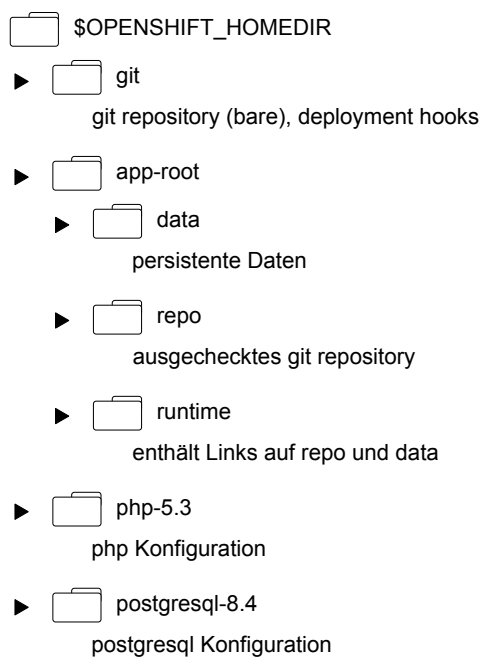 $OPENSHIFT_HOMEDIR
git
git repository (bare), deployment hooks
app-root
data
persistente Daten
repo
ausgechecktes git repository
runtime
enthält Links auf repo und data
php-5.3
php Konfiguration
postgresql-8.4
postgresql Konfiguration